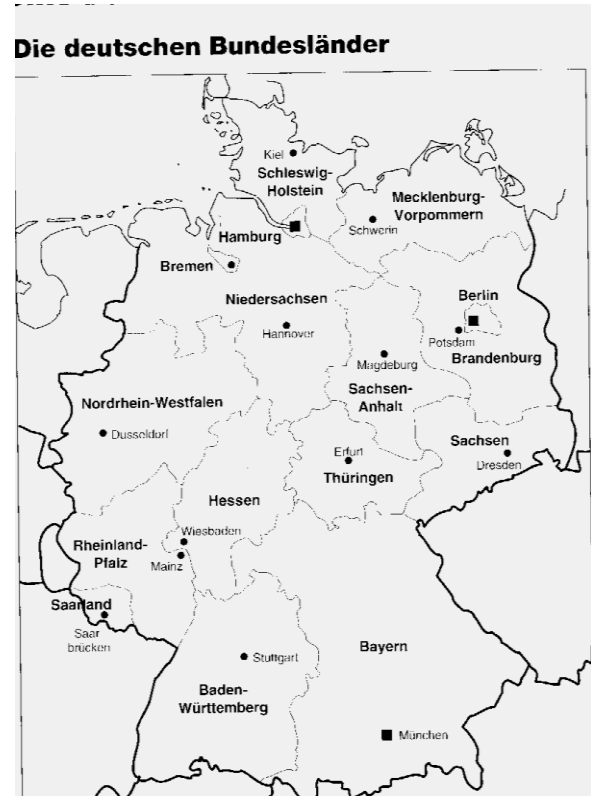 Die deutschen Bundesländer
Kiel
Schleswig-
Holstein
Mecklenburg-
Vorpommern
Schwerin
Hamburg
Bremen
Niedersachsen
Hannover
Berlin
Potsdam
Brandenburg
Magdeburg
Sachsen-
Anhalt
Nordrhein-Westfalen
Dusseldorf
Erfurt
Thüringen
Sachsen
Dresden
Hessen
Wiesbaden
Rheinland-
Pfalz
Mainz
Saarland
Saar
brücken
Stuttgart
Baden-
Württemberg
Bayern
München